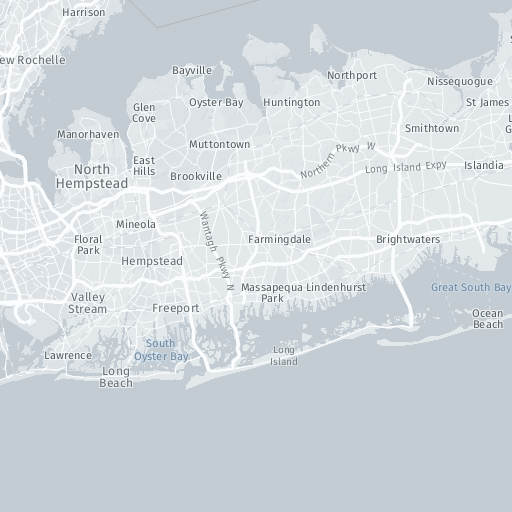 Harrison
ew Rochelle
Bayville
Northport
Nissequogue
Glen
Cove
Oyster Bay
Huntington
St James
Manorhaven
Smithtown
Muttontown
Northern Pkwy W
East
Hills
Long Island Expy
Islandia
North
Hempstead
Brookville
Mineola
Wantagh Pkwy N
Floral
Park
Farmingdale
Brightwaters
Hempstead
Massapequa
Park
Lindenhurst
Great South Bay
Valley
Stream
Freeport
Ocean
Beach
South
Oyster Bay
Lawrence
Long
Island
Long
Beach